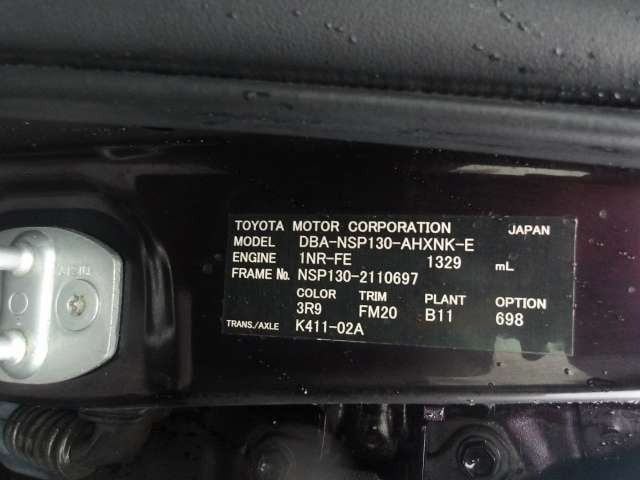 TOYOTA MOTOR CORPORATION JAPAN
MODEL DBA-NSP130-AHXNK-E
ENGINE 1NR-FE 1329 mL
FRAME No. NSP130-2110697
COLOR TRIM PLANT OPTION
3R9 FM20 B11 698
TRANS./AXLE K411-02A